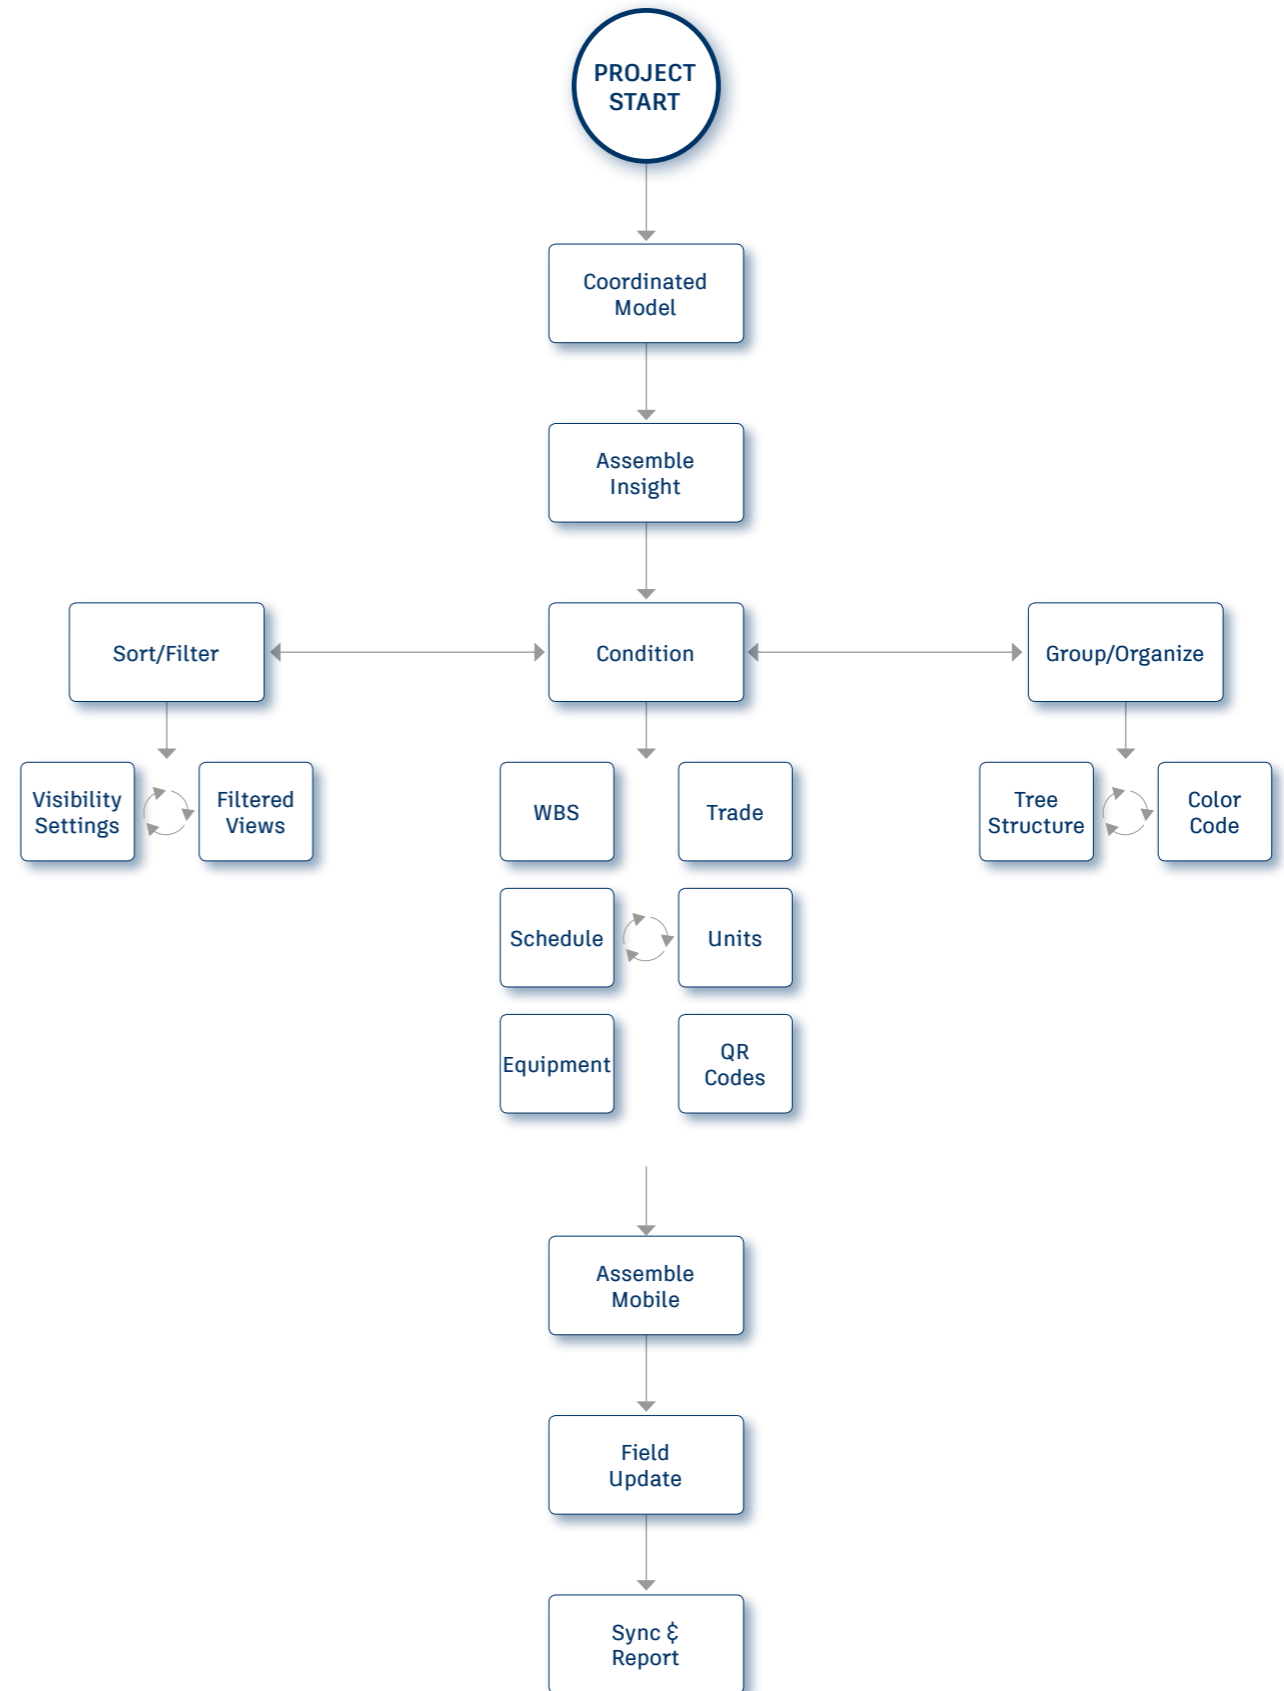 PROJECT
START
Coordinated
Model
Assemble
Insight
Sort/Filter
Condition
Group/Organize
Visibility
Settings
Filtered
Views
WBS
Trade
Tree
Structure
Color
Code
Schedule
Units
Equipment
QR
Codes
Assemble
Mobile
Field
Update
Sync &
Report